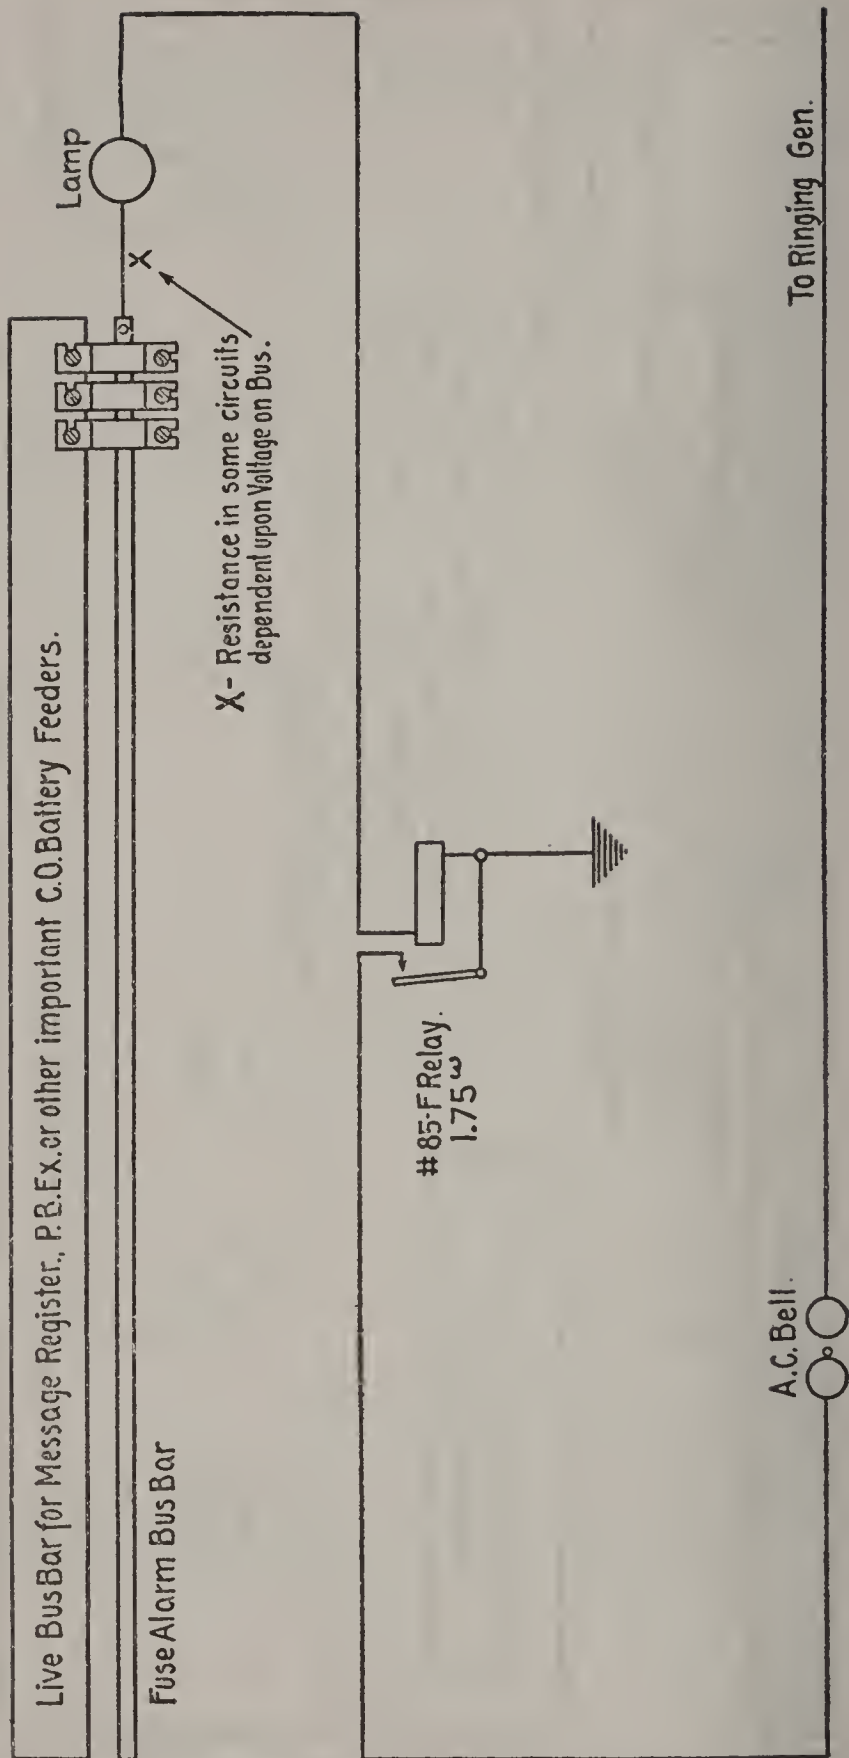 Live Bus Bar for Message Register., P.B.Ex. or other important C.O. Battery Feeders.
Lamp
Fuse Alarm Bus Bar
X - Resistance in some circuits
dependent upon Voltage on Bus.
X
#85-F Relay.
1.75 ω
A.C. Bell.
To Ringing Gen.